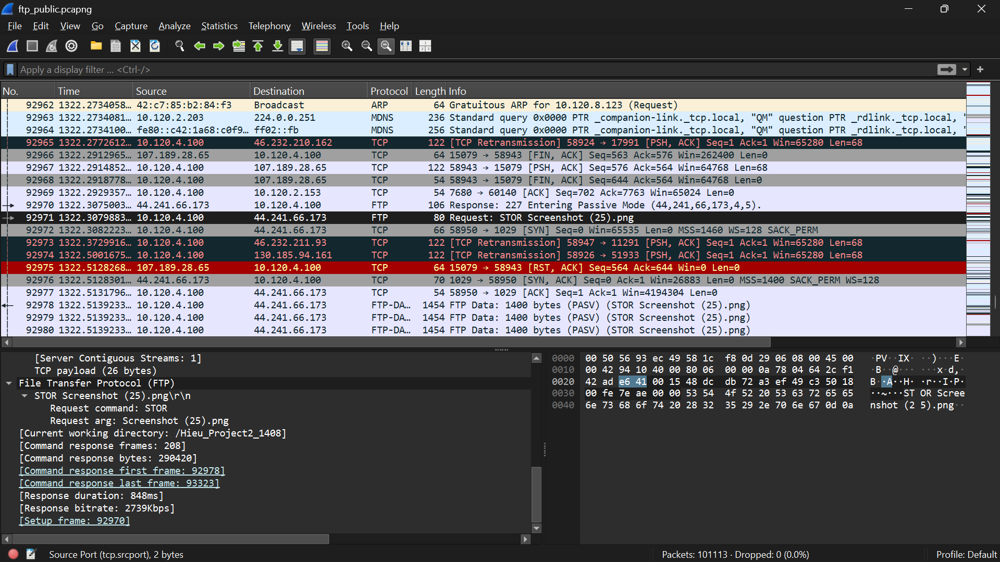 ftp_public.pcapng
File Edit View Go Capture Analyze Statistics Telephony Wireless Tools Help
Apply a display filter ... <Ctrl-/>
No. Time Source Destination Protocol Length Info
92962 1322.2734058… 42:c7:85:b2:84:f3 Broadcast ARP 64 Gratuitous ARP for 10.120.8.123 (Request)
92963 1322.2734081… 10.120.2.203 224.0.0.251 MDNS 236 Standard query 0x0000 PTR _companion-link._tcp.local, "QM" question PTR _rdlink._tcp.local, "
92964 1322.2734100… fe80::c42:1a68:c0f9… ff02::fb MDNS 256 Standard query 0x0000 PTR _companion-link._tcp.local, "QM" question PTR _rdlink._tcp.local, "
92965 1322.2772612… 10.120.4.100 46.232.210.162 TCP 122 [TCP Retransmission] 58924 → 17991 [PSH, ACK] Seq=1 Ack=1 Win=65280 Len=68
92966 1322.2912965… 107.189.28.65 10.120.4.100 TCP 64 15079 → 58943 [FIN, ACK] Seq=563 Ack=576 Win=262400 Len=0
92967 1322.2914852… 10.120.4.100 107.189.28.65 TCP 122 58943 → 15079 [PSH, ACK] Seq=576 Ack=564 Win=64768 Len=68
92968 1322.2918778… 10.120.4.100 107.189.28.65 TCP 54 58943 → 15079 [FIN, ACK] Seq=644 Ack=564 Win=64768 Len=0
92969 1322.2929357… 10.120.4.100 10.120.2.153 TCP 54 7680 → 60140 [ACK] Seq=702 Ack=7763 Win=65024 Len=0
92970 1322.3075003… 44.241.66.173 10.120.4.100 FTP 106 Response: 227 Entering Passive Mode (44,241,66,173,4,5).
92971 1322.3079883… 10.120.4.100 44.241.66.173 FTP 80 Request: STOR Screenshot (25).png
92972 1322.3082223… 10.120.4.100 44.241.66.173 TCP 66 58950 → 1029 [SYN] Seq=0 Win=65535 Len=0 MSS=1460 WS=128 SACK_PERM
92973 1322.3729916… 10.120.4.100 46.232.211.93 TCP 122 [TCP Retransmission] 58947 → 11291 [PSH, ACK] Seq=1 Ack=1 Win=65280 Len=68
92974 1322.5001675… 10.120.4.100 130.185.94.161 TCP 122 [TCP Retransmission] 58926 → 51933 [PSH, ACK] Seq=1 Ack=1 Win=65280 Len=68
92975 1322.5128268… 107.189.28.65 10.120.4.100 TCP 64 15079 → 58943 [RST, ACK] Seq=564 Ack=644 Win=0 Len=0
92976 1322.5128301… 44.241.66.173 10.120.4.100 TCP 70 1029 → 58950 [SYN, ACK] Seq=0 Ack=1 Win=26883 Len=0 MSS=1400 SACK_PERM WS=128
92977 1322.5131796… 10.120.4.100 44.241.66.173 TCP 54 58950 → 1029 [ACK] Seq=1 Ack=1 Win=4194304 Len=0
92978 1322.5139233… 10.120.4.100 44.241.66.173 FTP-DA… 1454 FTP Data: 1400 bytes (PASV) (STOR Screenshot (25).png)
92979 1322.5139233… 10.120.4.100 44.241.66.173 FTP-DA… 1454 FTP Data: 1400 bytes (PASV) (STOR Screenshot (25).png)
92980 1322.5139233… 10.120.4.100 44.241.66.173 FTP-DA… 1454 FTP Data: 1400 bytes (PASV) (STOR Screenshot (25).png)
[Server Contiguous Streams: 1]
TCP payload (26 bytes)
File Transfer Protocol (FTP)
STOR Screenshot (25).png\r\n
Request command: STOR
Request arg: Screenshot (25).png
[Current working directory: /Hieu_Project2_1408]
[Command response frames: 208]
[Command response bytes: 290420]
[Command response first frame: 92978]
[Command response last frame: 93323]
[Response duration: 848ms]
[Response bitrate: 2739Kbps]
[Setup frame: 92970]
0000 00 50 56 93 ec 49 58 1c f8 0d 29 06 08 00 45 00 ·PV··IX· ··)···E·
0010 00 42 94 10 40 00 80 06 00 00 0a 78 04 64 2c f1 ·B··@··· ···x·d,·
0020 42 ad e6 41 00 15 48 dc db 72 a3 ef 49 c3 50 18 B··A··H· ·r··I·P·
0030 00 fe 7e ae 00 00 53 54 4f 52 20 53 63 72 65 65 ··~···ST OR Scree
0040 6e 73 68 6f 74 20 28 32 35 29 2e 70 6e 67 0d 0a nshot (2 5).png··
Source Port (tcp.srcport), 2 bytes
Packets: 101113 · Dropped: 0 (0.0%)
Profile: Default